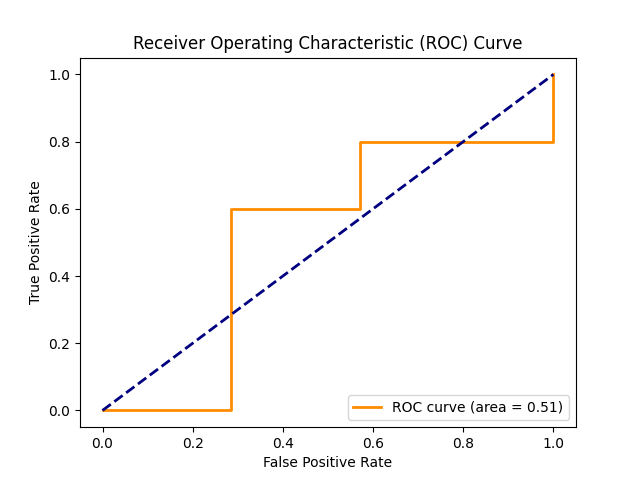 Receiver Operating Characteristic (ROC) Curve
1.0
0.8
0.6
0.4
0.2
0.0
True Positive Rate
ROC curve (area = 0.51)
0.0 0.2 0.4 0.6 0.8 1.0
False Positive Rate